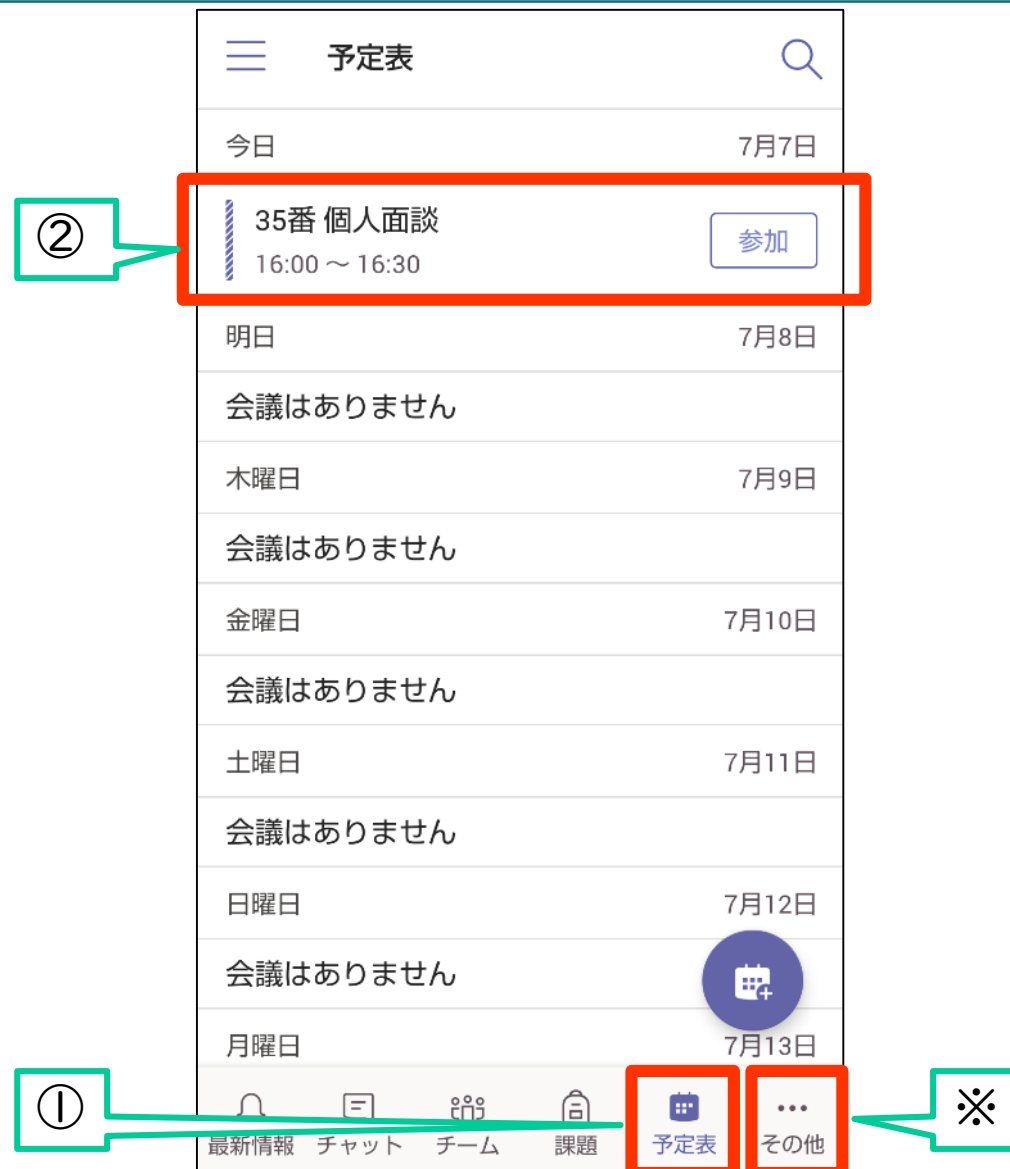 予定表
今日 7月7日
② 35番 個人面談
16:00 ～ 16:30 参加
明日 7月8日
会議はありません
木曜日 7月9日
会議はありません
金曜日 7月10日
会議はありません
土曜日 7月11日
会議はありません
日曜日 7月12日
会議はありません
月曜日 7月13日
① ※
最新情報 チャット チーム 課題 予定表 その他